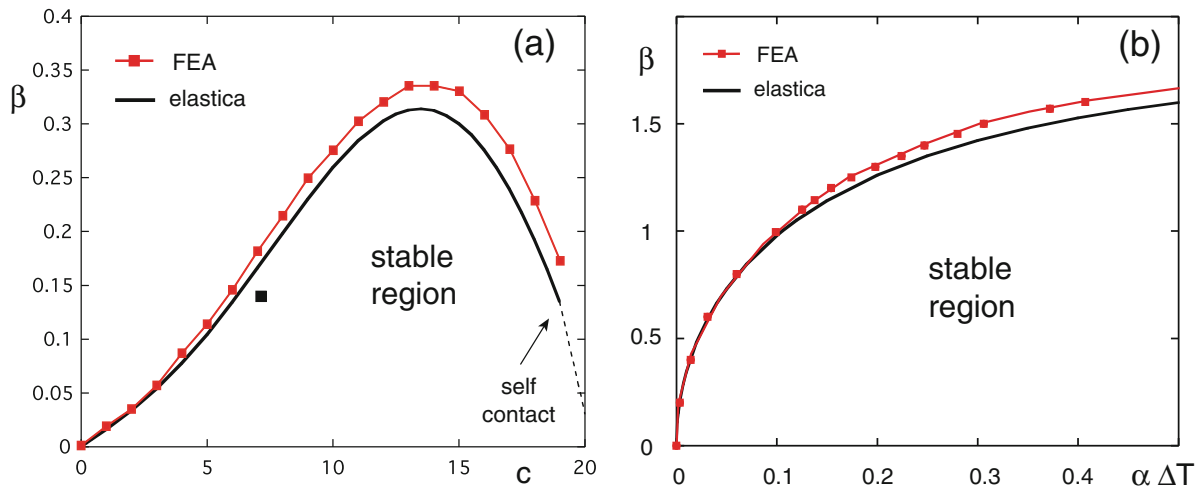 0.4
(a)
FEA
elastica
0.35
0.3
0.25
0.2
0.15
0.1
0.05
0
β
stable
region
self
contact
0
5
10
15
c
20
β
(b)
FEA
elastica
1.5
1
0.5
0
stable
region
0
0.1
0.2
0.3
0.4
α ΔT